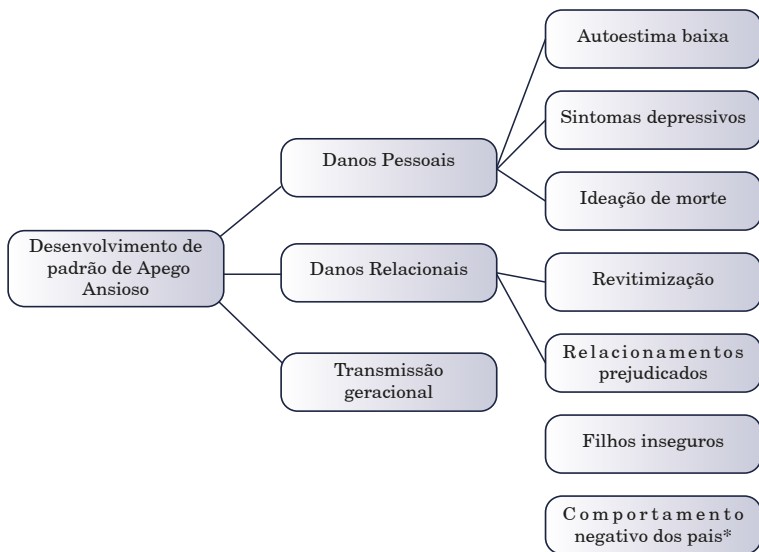 Autoestima baixa
Sintomas depressivos
Danos Pessoais
Ideação de morte
Desenvolvimento de
padrão de Apego
Ansioso
Danos Relacionais
Revitimização
Transmissão
geracional
Relacionamentos
prejudicados
Filhos inseguros
Comportamento
negativo dos pais*